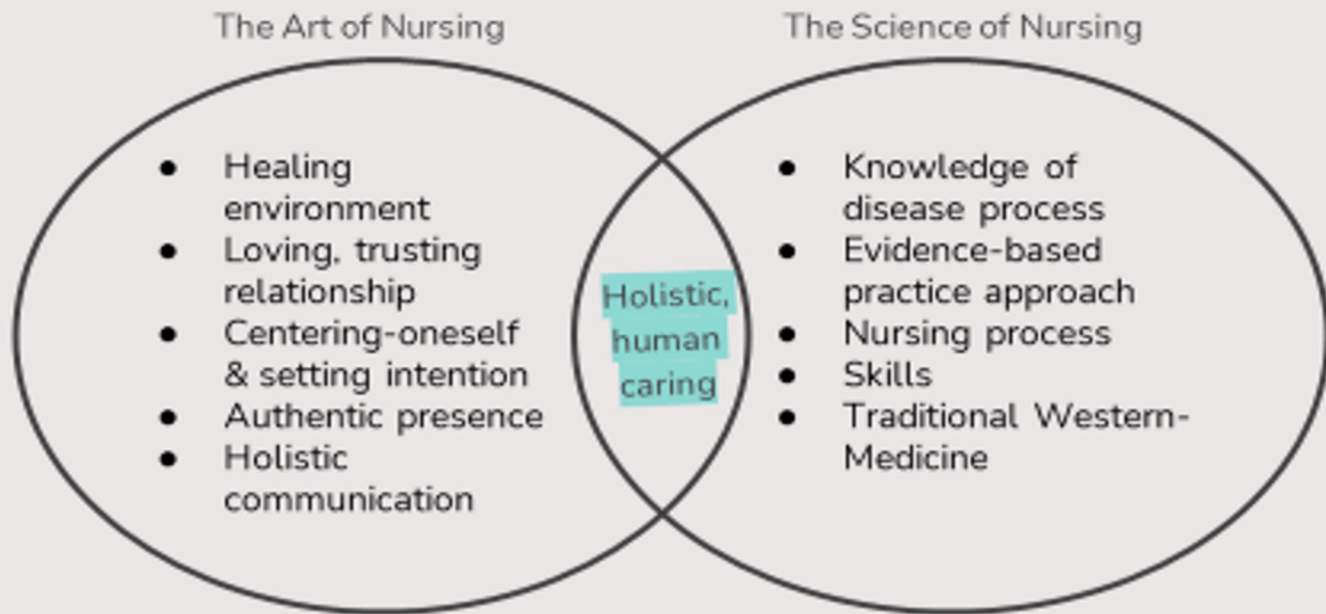 The Art of Nursing
The Science of Nursing
● Healing
environment
● Loving, trusting
relationship
● Centering-oneself
& setting intention
● Authentic presence
● Holistic
communication
Holistic,
human
caring
● Knowledge of
disease process
● Evidence-based
practice approach
● Nursing process
● Skills
● Traditional Western-
Medicine